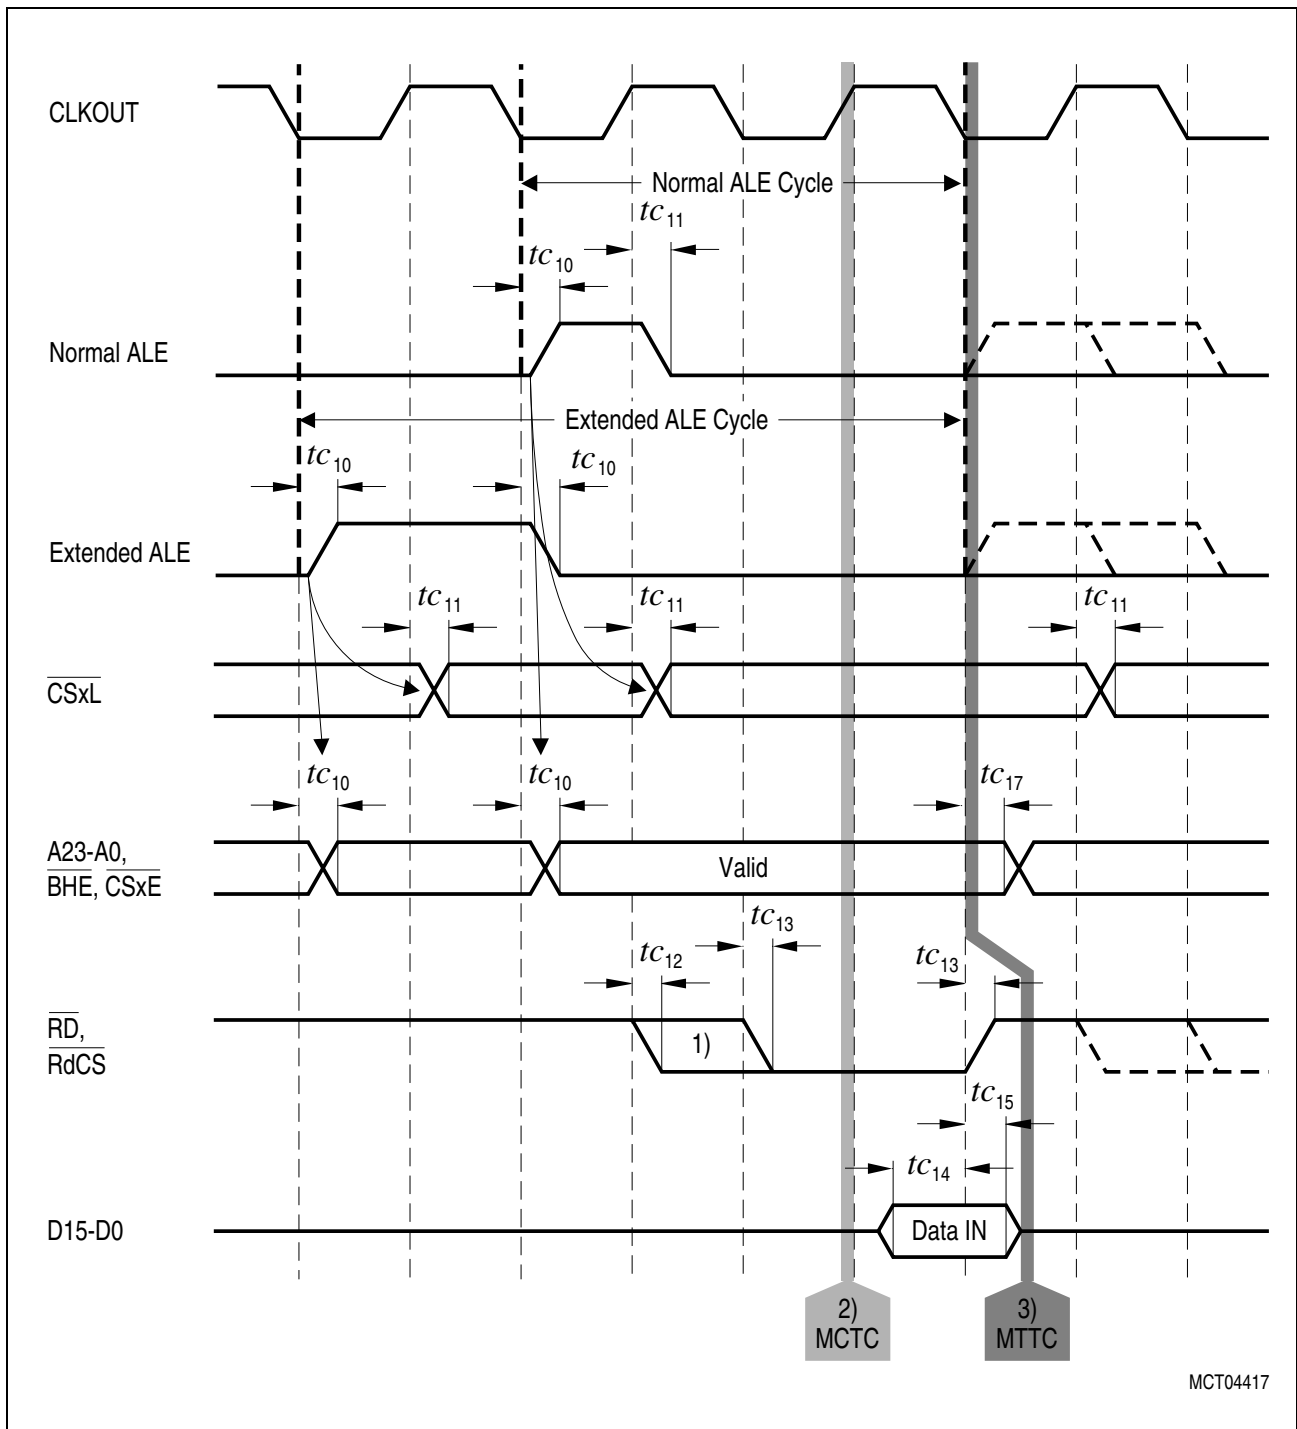 CLKOUT
Normal ALE Cycle
tc11
tc10
Normal ALE
Extended ALE Cycle
tc10
tc10
Extended ALE
tc11
tc11
tc11
CSxL
tc10
tc10
tc17
A23-A0,
BHE, CSxE
Valid
tc13
tc12
tc13
RD,
RdCS
1)
tc15
tc14
D15-D0
Data IN
2)
MCTC
3)
MTTC
MCT04417